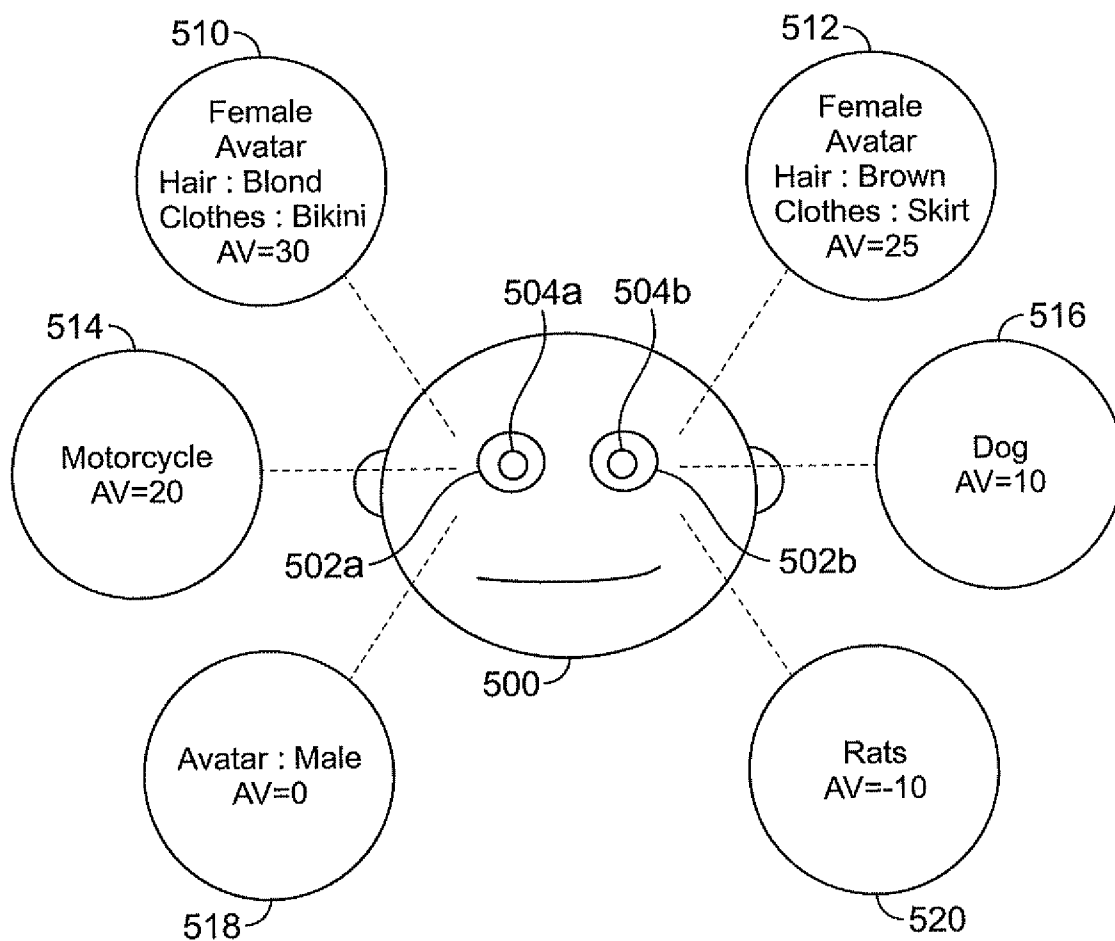 510
512
Female
Avatar
Hair : Blond
Clothes : Bikini
AV=30
Female
Avatar
Hair : Brown
Clothes : Skirt
AV=25
504a
504b
514
516
Motorcycle
AV=20
Dog
AV=10
502a
502b
500
Avatar : Male
AV=0
Rats
AV=-10
518
520